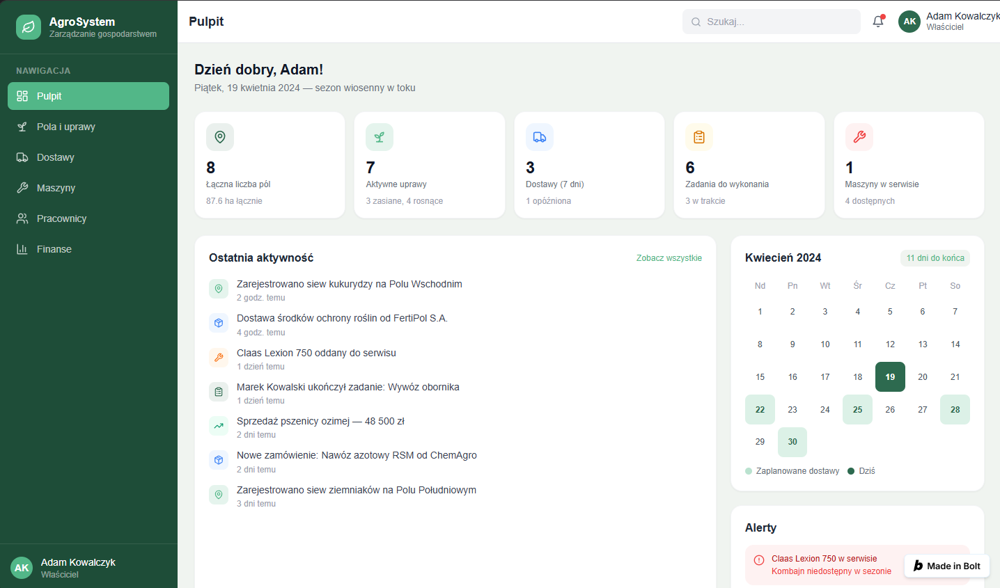 AgroSystem
Zarządzanie gospodarstwem
NAWIGACJA
Pulpit
Pola i uprawy
Dostawy
Maszyny
Pracownicy
Finanse
AK
Adam Kowalczyk
Właściciel
Pulpit
Szukaj...
AK
Adam Kowalczyk
Właściciel
Dzień dobry, Adam!
Piątek, 19 kwietnia 2024 — sezon wiosenny w toku
8
Łączna liczba pól
87.6 ha łącznie
7
Aktywne uprawy
3 zasiane, 4 rosnące
3
Dostawy (7 dni)
1 opóźniona
6
Zadania do wykonania
3 w trakcie
1
Maszyny w serwisie
4 dostępnych
Ostatnia aktywność
Zobacz wszystkie
Zarejestrowano siew kukurydzy na Polu Wschodnim
2 godz. temu
Dostawa środków ochrony roślin od FertiPol S.A.
4 godz. temu
Claas Lexion 750 oddany do serwisu
1 dzień temu
Marek Kowalski ukończył zadanie: Wywóz obornika
1 dzień temu
Sprzedaż pszenicy ozimej — 48 500 zł
2 dni temu
Nowe zamówienie: Nawóz azotowy RSM od ChemAgro
2 dni temu
Zarejestrowano siew ziemniaków na Polu Południowym
3 dni temu
Kwiecień 2024
11 dni do końca
Nd Pn Wt Śr Cz Pt So
1 2 3 4 5 6 7
8 9 10 11 12 13 14
15 16 17 18 19 20 21
22 23 24 25 26 27 28
29 30
Zaplanowane dostawy
Dziś
Alerty
Claas Lexion 750 w serwisie
Kombajn niedostępny w sezonie
b Made in Bolt